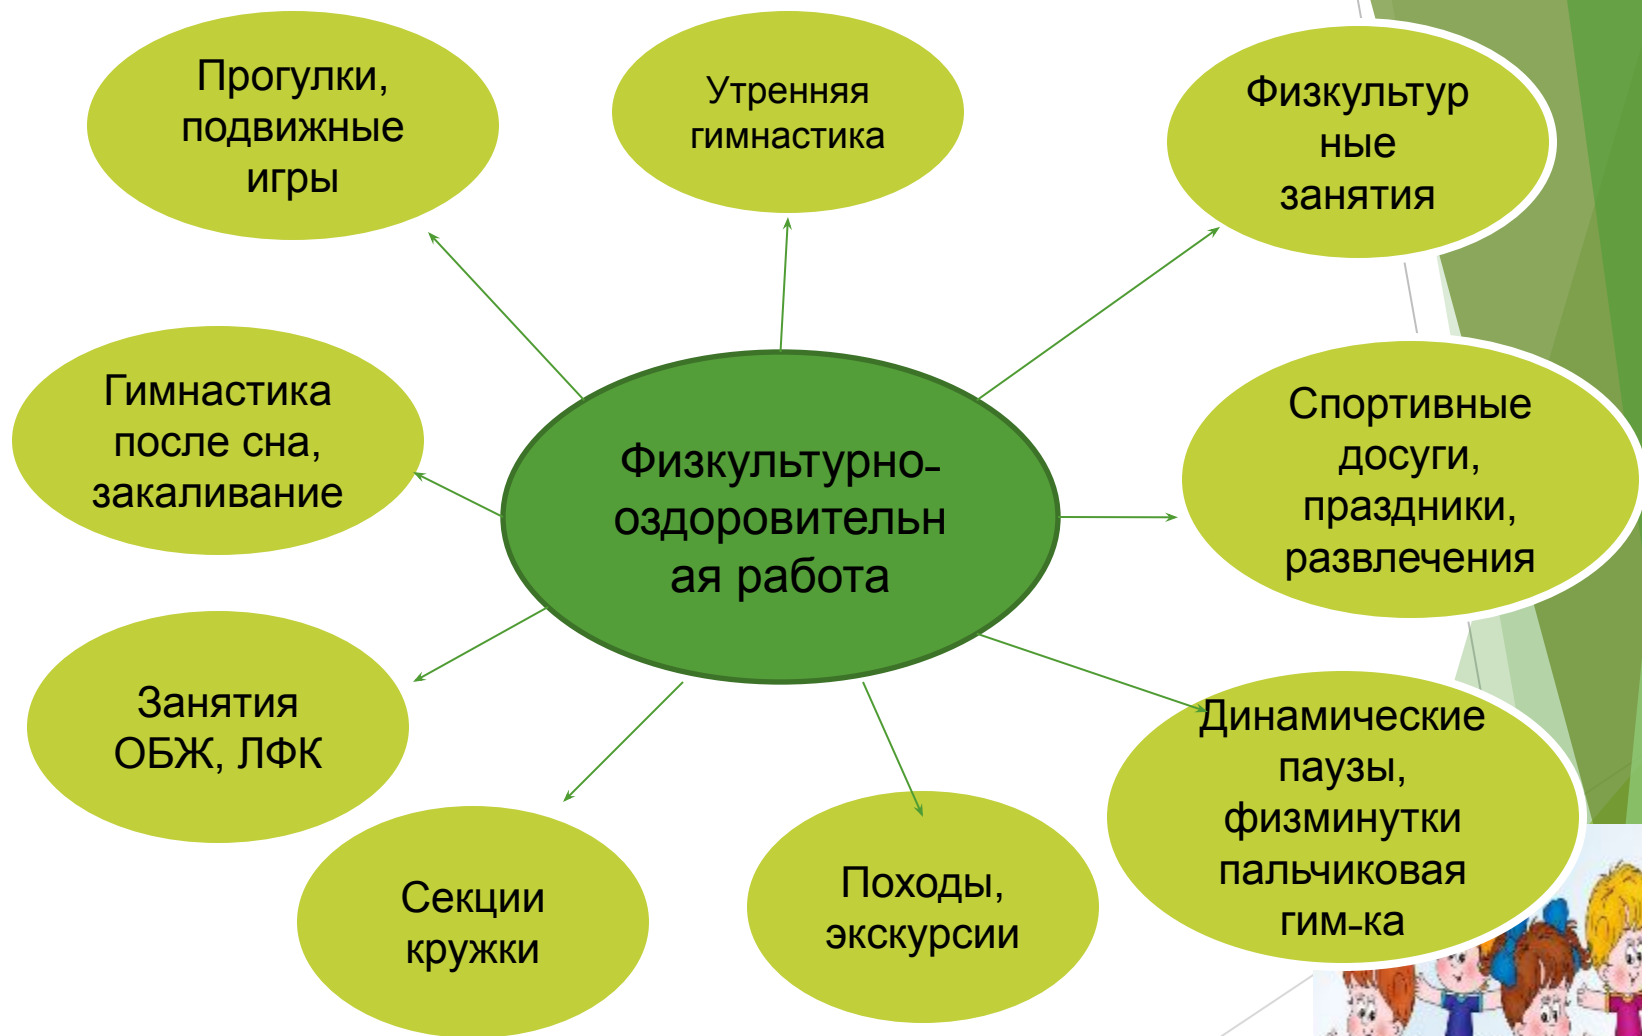 Прогулки,
подвижные
игры
Утренняя
гимнастика
Физкультур
ные
занятия
Гимнастика
после сна,
закаливание
Физкультурно-
оздоровительн
ая работа
Спортивные
досуги,
праздники,
развлечения
Занятия
ОБЖ, ЛФК
Секции
кружки
Походы,
экскурсии
Динамические
паузы,
физминутки
пальчиковая
гим-ка